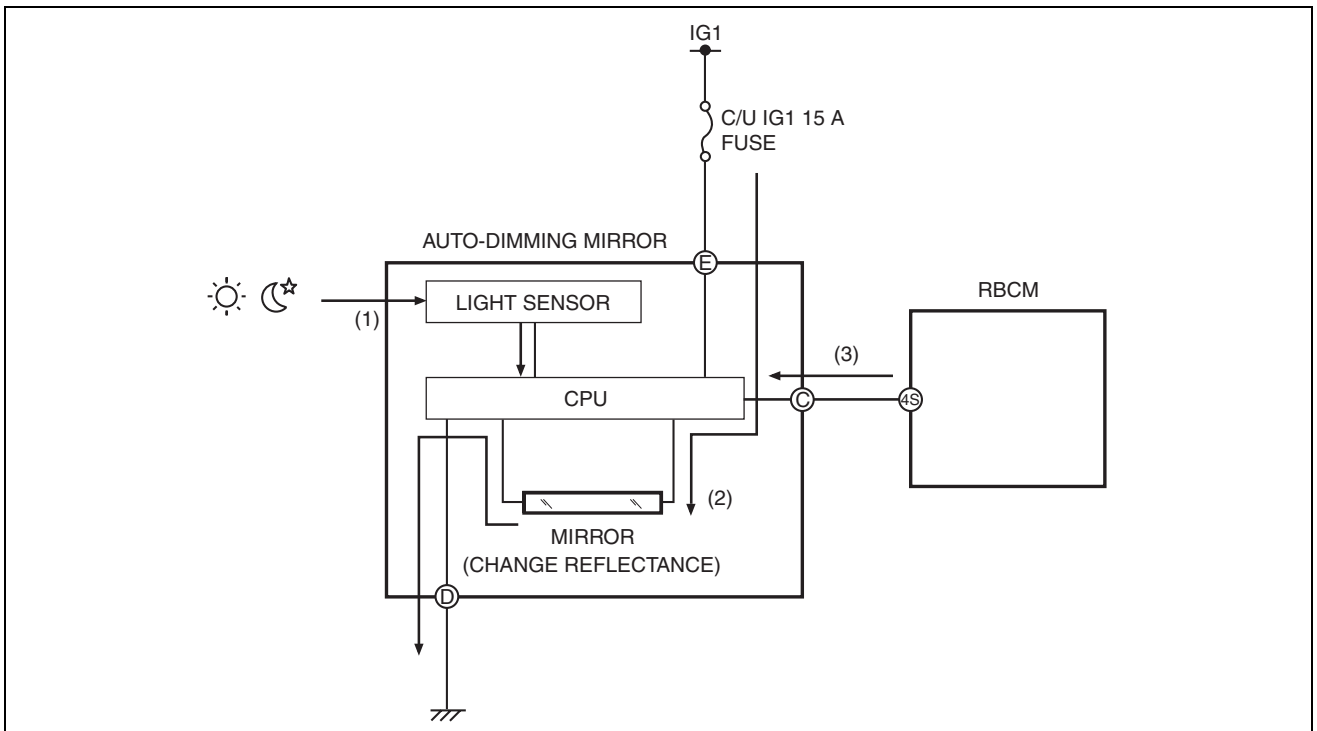 IG1
C/U IG1 15 A
FUSE
AUTO-DIMMING MIRROR
E
RBCM
LIGHT SENSOR
(1)
(3)
CPU
C
4S
(2)
MIRROR
(CHANGE REFLECTANCE)
D